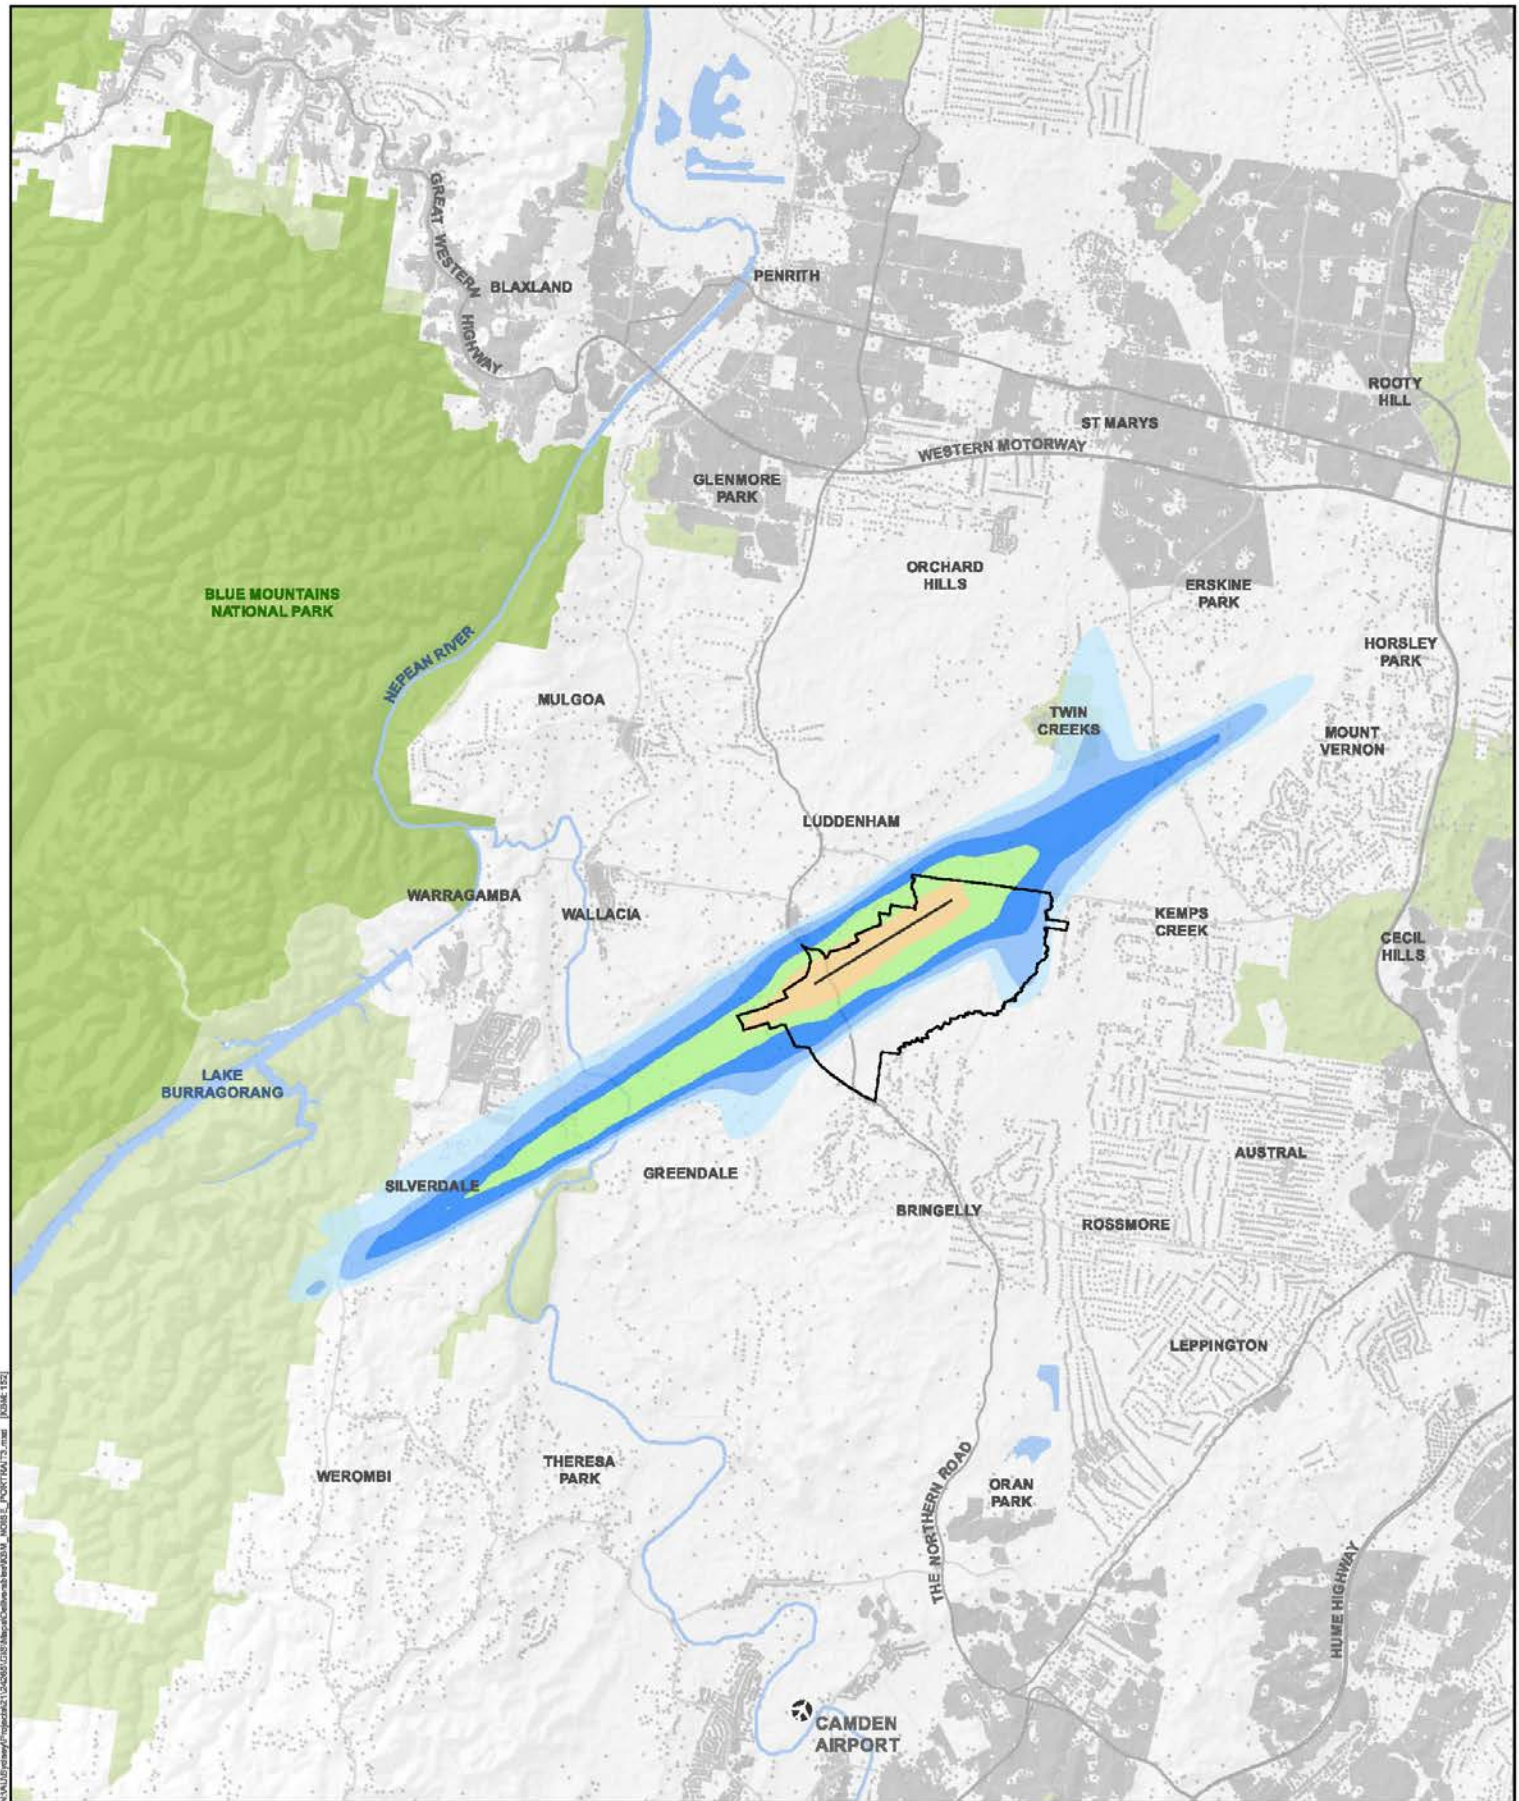 GREAT WESTERN
HIGHWAY
BLAXLAND
PENRITH
ROOTY
HILL
ST MARYS
WESTERN MOTORWAY
GLENMORE
PARK
ORCHARD
HILLS
ERSKINE
PARK
BLUE MOUNTAINS
NATIONAL PARK
NEPEAN RIVER
HORSLEY
PARK
MULGOA
TWIN
CREEKS
MOUNT
VERNON
LUDDENHAM
WARRAGAMBA
WALLACIA
KEMPS
CREEK
CECIL
HILLS
LAKE
BURRAGORANG
SILVERDALE
GREENDALE
AUSTRAL
BRINGELLY
ROSSMORE
LEPPINGTON
WEROMBI
THERESA
PARK
ORAN
PARK
THE NORTHERN ROAD
HUME HIGHWAY
CAMDEN
AIRPORT